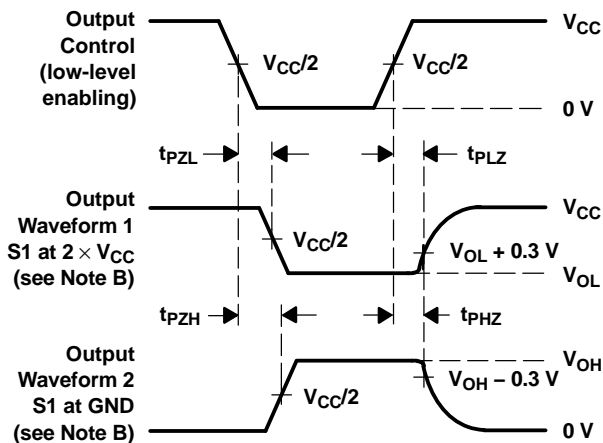 Output
Control
(low-level
enabling)
VCC/2
VCC/2
VCC
0 V
tPZL
tPLZ
Output
Waveform 1
S1 at 2 × VCC
(see Note B)
VCC/2
VCC
VOL + 0.3 V
VOL
tPZH
tPHZ
Output
Waveform 2
S1 at GND
(see Note B)
VCC/2
VOH
VOH − 0.3 V
0 V